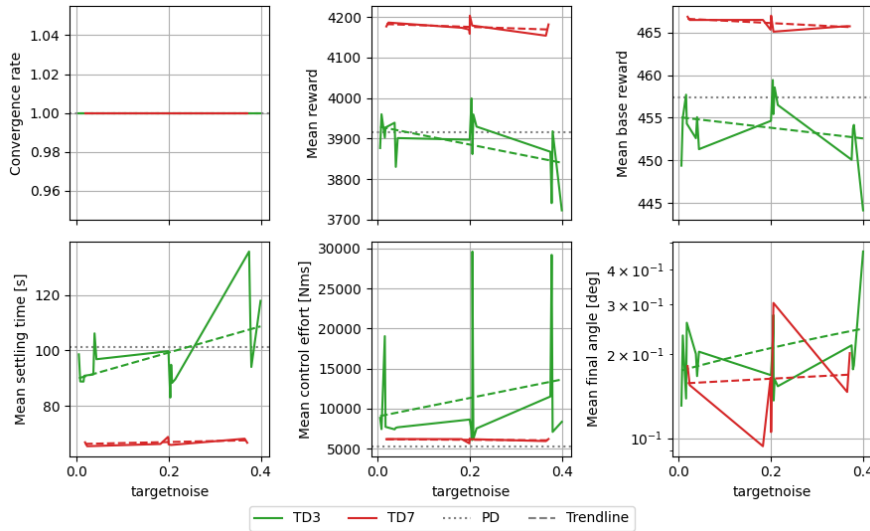 Convergence rate
1.04
1.02
1.00
0.98
0.96
Mean reward
4200
4100
4000
3900
3800
3700
Mean base reward
465
460
455
450
445
Mean settling time [s]
120
100
80
0.0 0.2 0.4
targetnoise
Mean control effort [Nms]
30000
25000
20000
15000
10000
5000
0.0 0.2 0.4
targetnoise
Mean final angle [deg]
4 × 10⁻¹
3 × 10⁻¹
2 × 10⁻¹
10⁻¹
0.0 0.2 0.4
targetnoise
TD3 TD7 PD Trendline